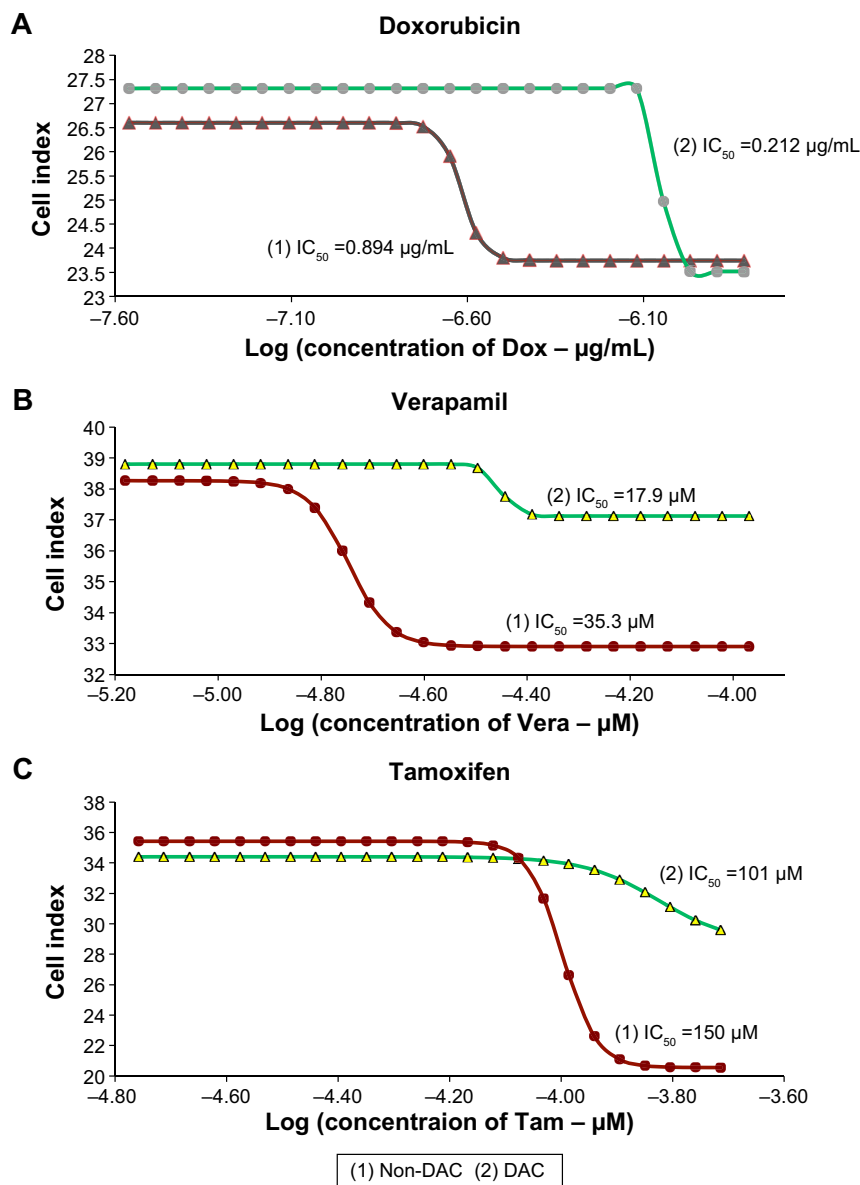 A
Doxorubicin
28
27.5
27
26.5
26
25.5
25
24.5
24
23.5
23
Cell index
(2) IC50 =0.212 µg/mL
(1) IC50 =0.894 µg/mL
–7.60 –7.10 –6.60 –6.10
Log (concentration of Dox – µg/mL)
B
Verapamil
40
39
38
37
36
35
34
33
32
Cell index
(2) IC50 =17.9 µM
(1) IC50 =35.3 µM
–5.20 –5.00 –4.80 –4.60 –4.40 –4.20 –4.00
Log (concentration of Vera – µM)
C
Tamoxifen
38
36
34
32
30
28
26
24
22
20
Cell index
(2) IC50 =101 µM
(1) IC50 =150 µM
–4.80 –4.60 –4.40 –4.20 –4.00 –3.80 –3.60
Log (concentraion of Tam – µM)
(1) Non-DAC (2) DAC